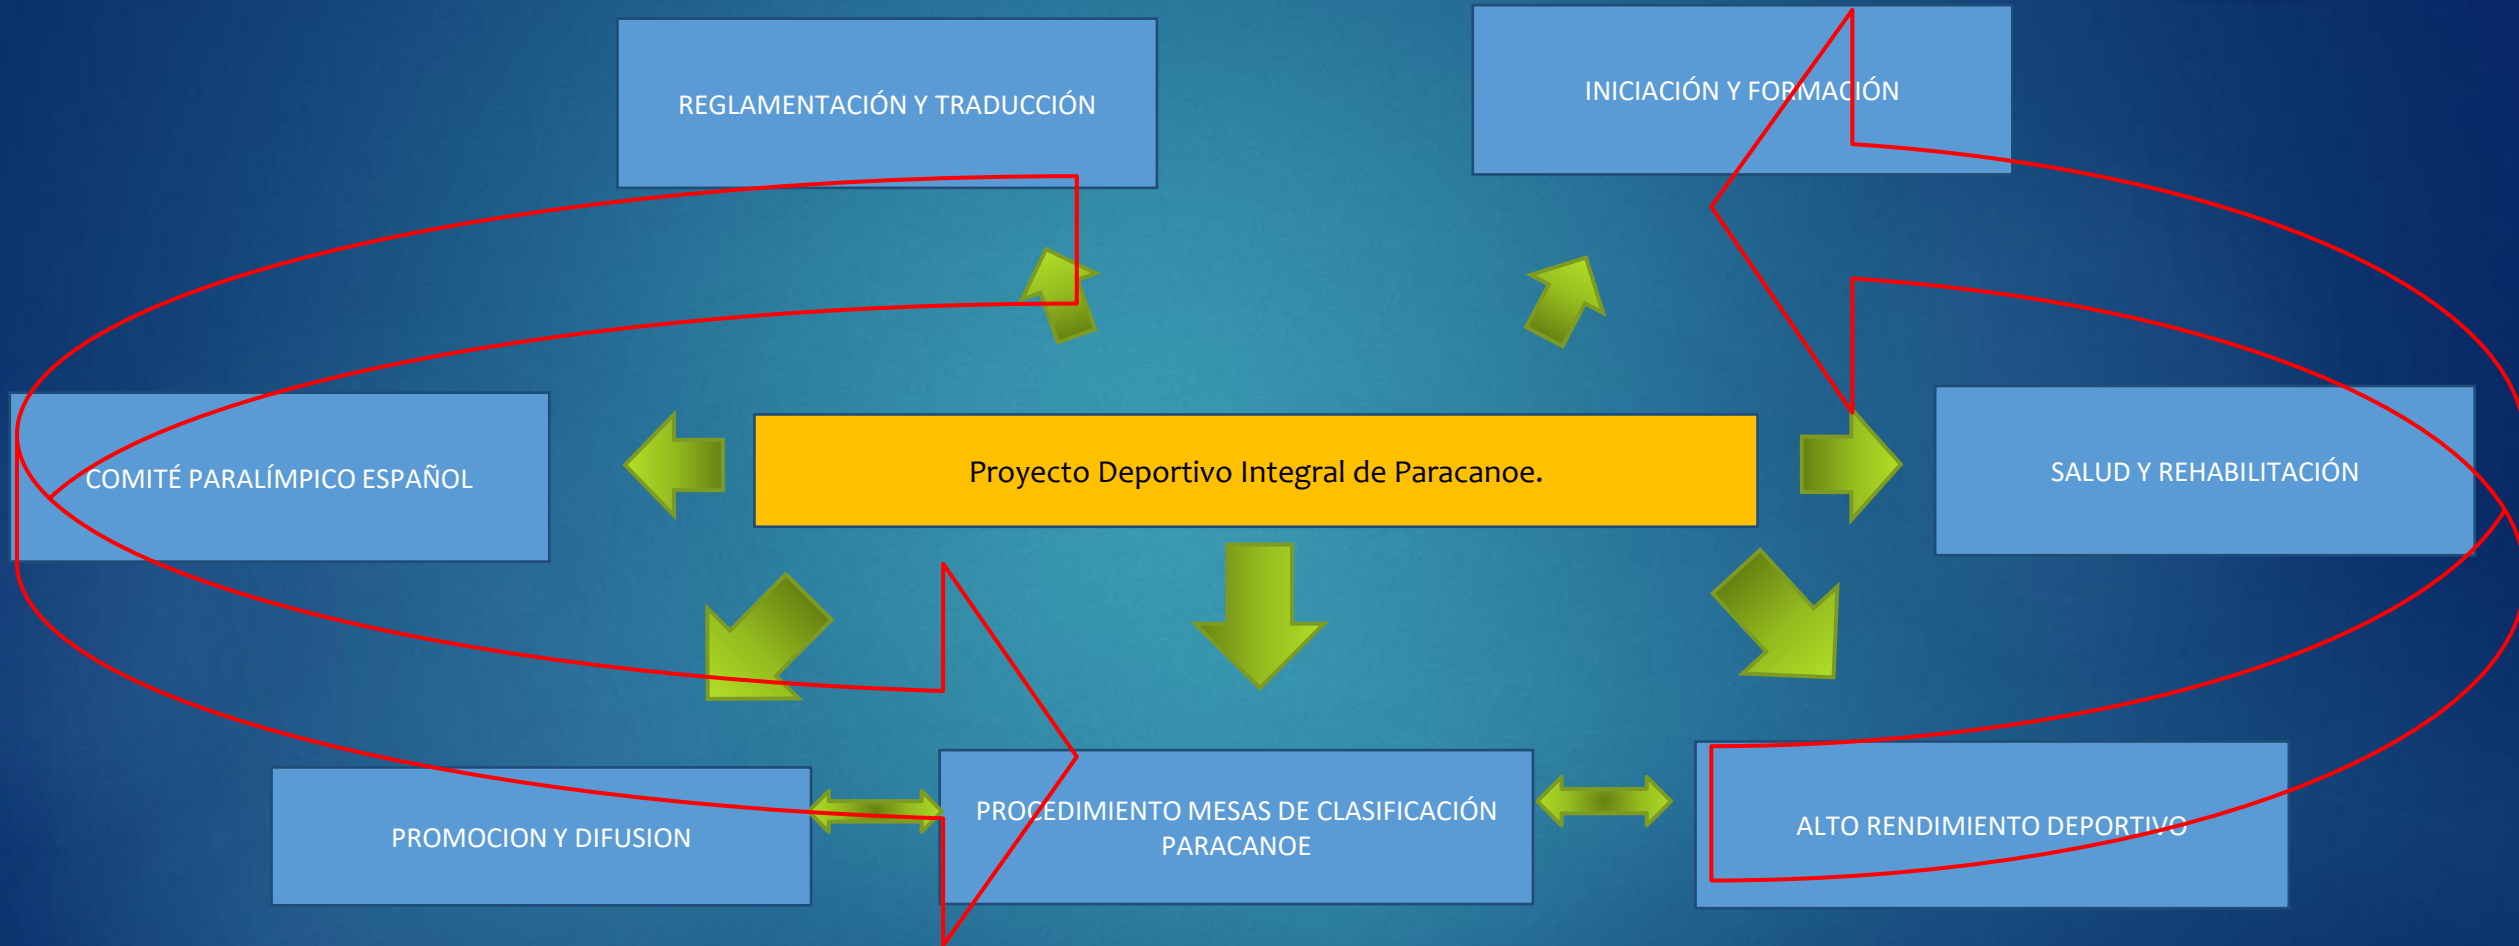 REGLAMENTACIÓN Y TRADUCCIÓN
INICIACIÓN Y FORMACIÓN
COMITÉ PARALÍMPICO ESPAÑOL
Proyecto Deportivo Integral de Paracanoe.
SALUD Y REHABILITACIÓN
PROMOCION Y DIFUSION
PROCEDIMIENTO MESAS DE CLASIFICACIÓN
PARACANOE
ALTO RENDIMIENTO DEPORTIVO